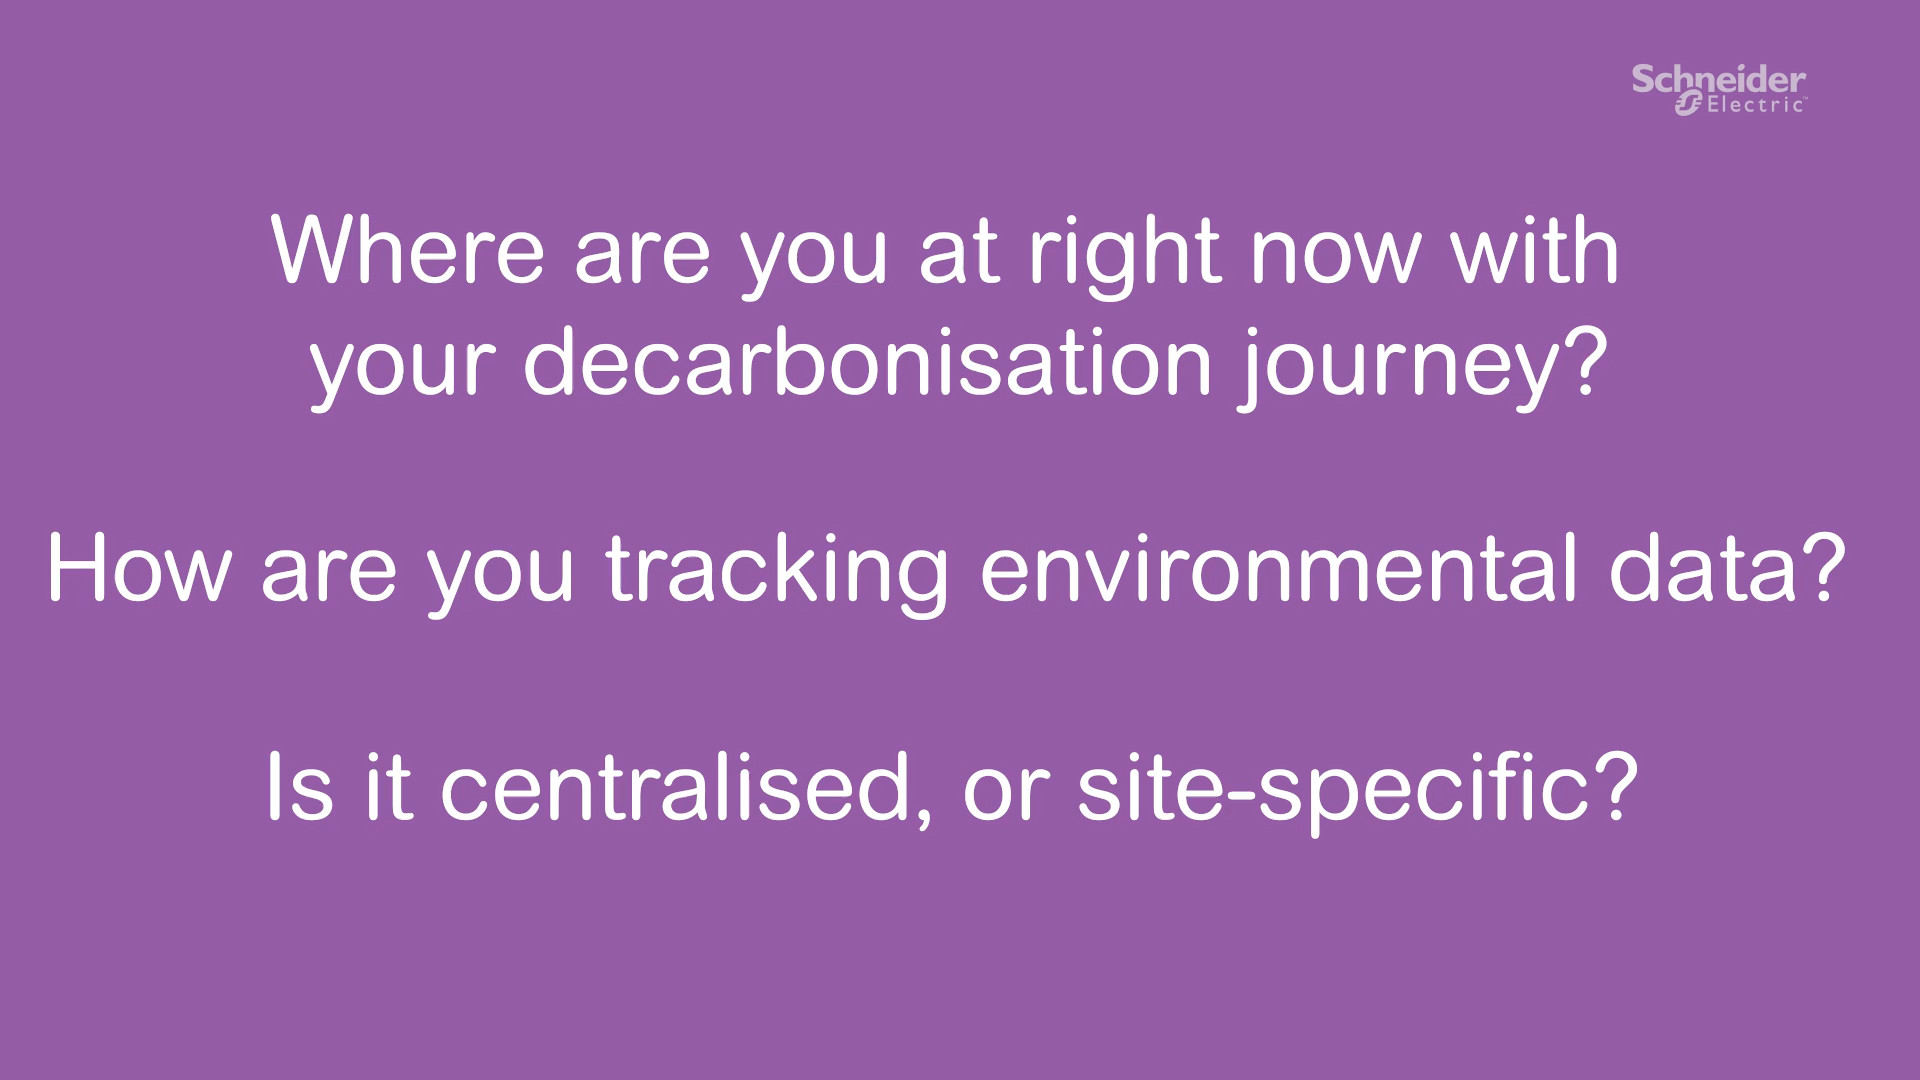 Schneider
Electric™
Where are you at right now with
your decarbonisation journey?
How are you tracking environmental data?
Is it centralised, or site-specific?